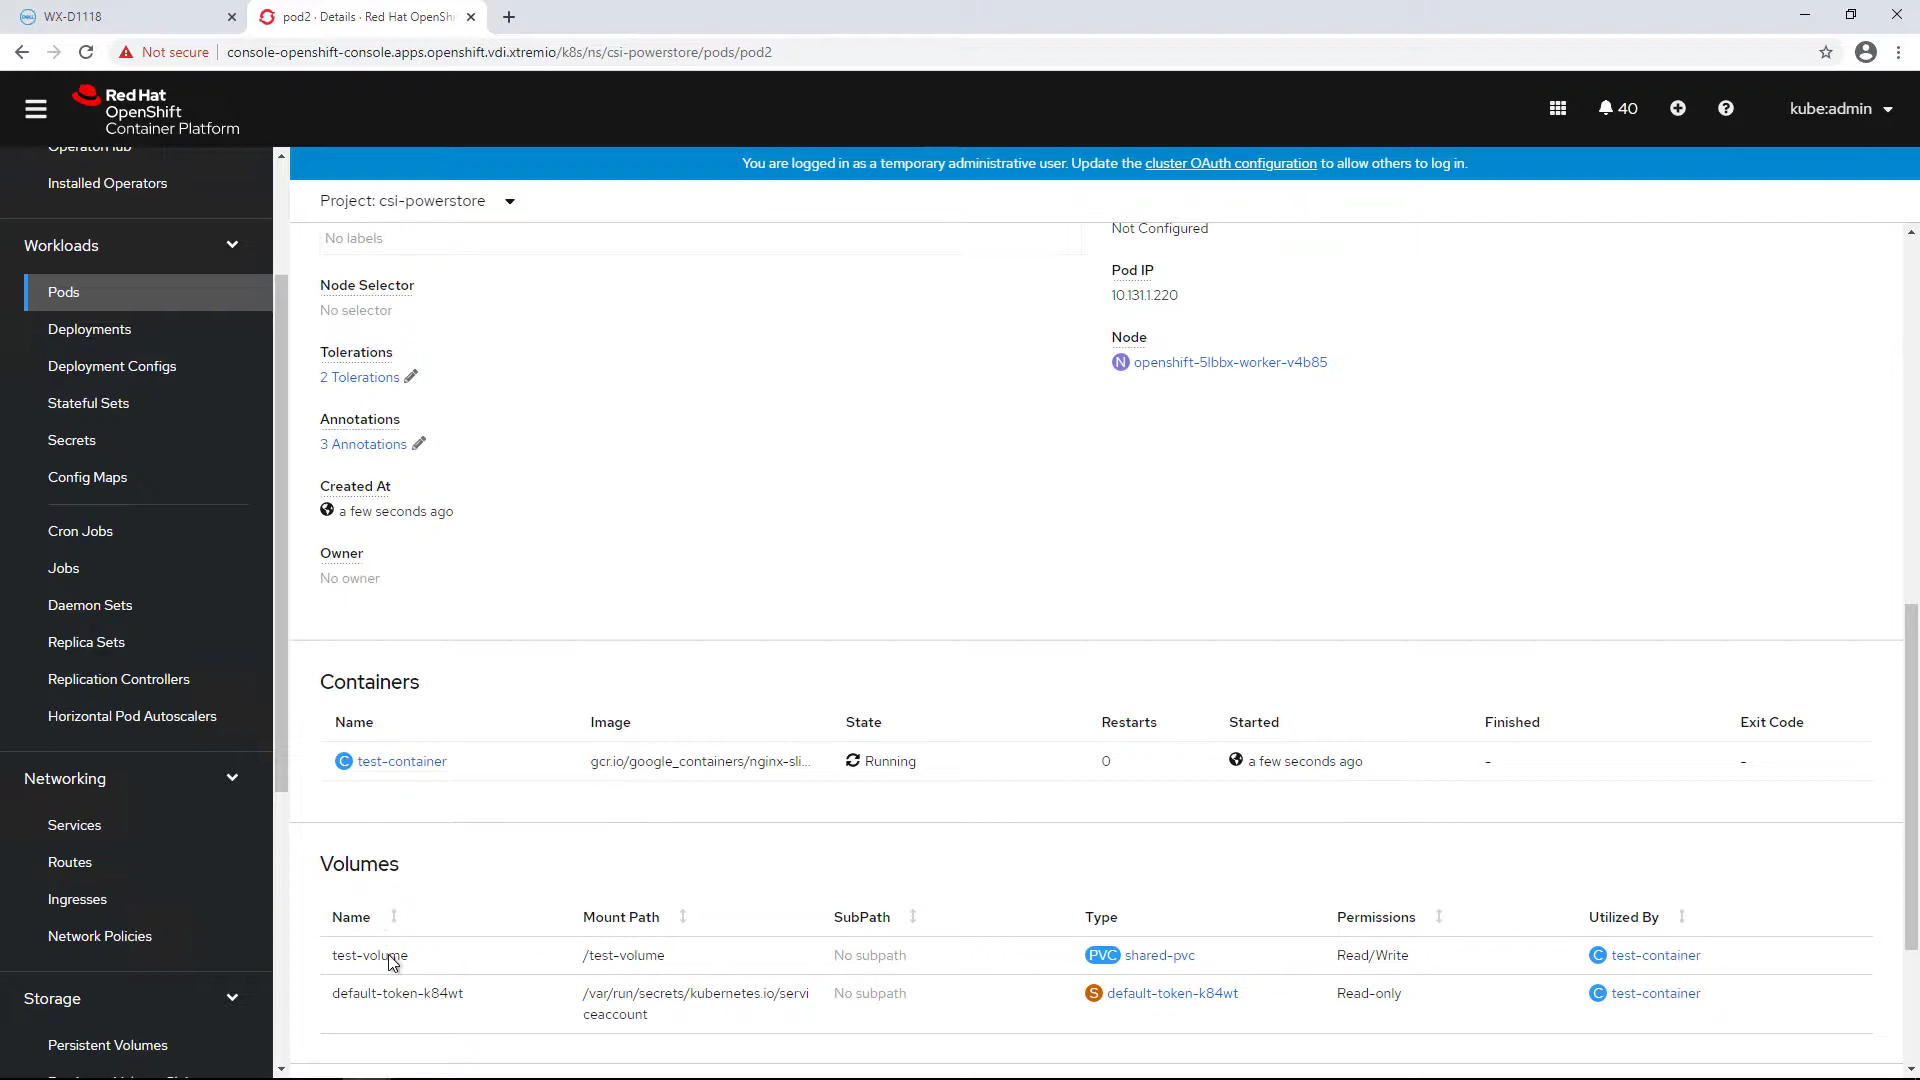 WX-D1118
pod2 · Details · Red Hat OpenShi
Not secure
console-openshift-console.apps.openshift.vdi.xtremio/k8s/ns/csi-powerstore/pods/pod2
Red Hat
OpenShift
Container Platform
40
kube:admin
You are logged in as a temporary administrative user. Update the cluster OAuth configuration to allow others to log in.
Project: csi-powerstore
OperatorHub
Installed Operators
Workloads
Pods
Deployments
Deployment Configs
Stateful Sets
Secrets
Config Maps
Cron Jobs
Jobs
Daemon Sets
Replica Sets
Replication Controllers
Horizontal Pod Autoscalers
Networking
Services
Routes
Ingresses
Network Policies
Storage
Persistent Volumes
No labels
Node Selector
No selector
Tolerations
2 Tolerations
Annotations
3 Annotations
Created At
a few seconds ago
Owner
No owner
Not Configured
Pod IP
10.131.1.220
Node
N openshift-5lbbx-worker-v4b85
Containers
Name Image State Restarts Started Finished Exit Code
C test-container gcr.io/google_containers/nginx-sli... Running 0 a few seconds ago - -
Volumes
Name Mount Path SubPath Type Permissions Utilized By
test-volume /test-volume No subpath PVC shared-pvc Read/Write C test-container
default-token-k84wt /var/run/secrets/kubernetes.io/servi No subpath S default-token-k84wt Read-only C test-container
ceaccount